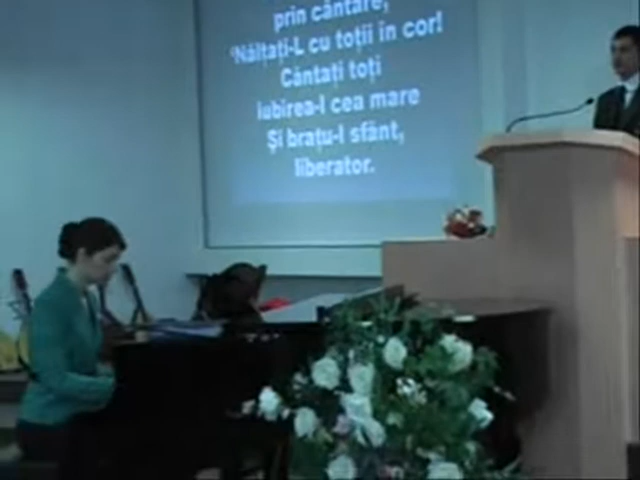 prin cântare,
'Nălțați-L cu toții în cor!
Cântați toți
iubirea-I cea mare
Și brațu-I sfânt,
liberator.